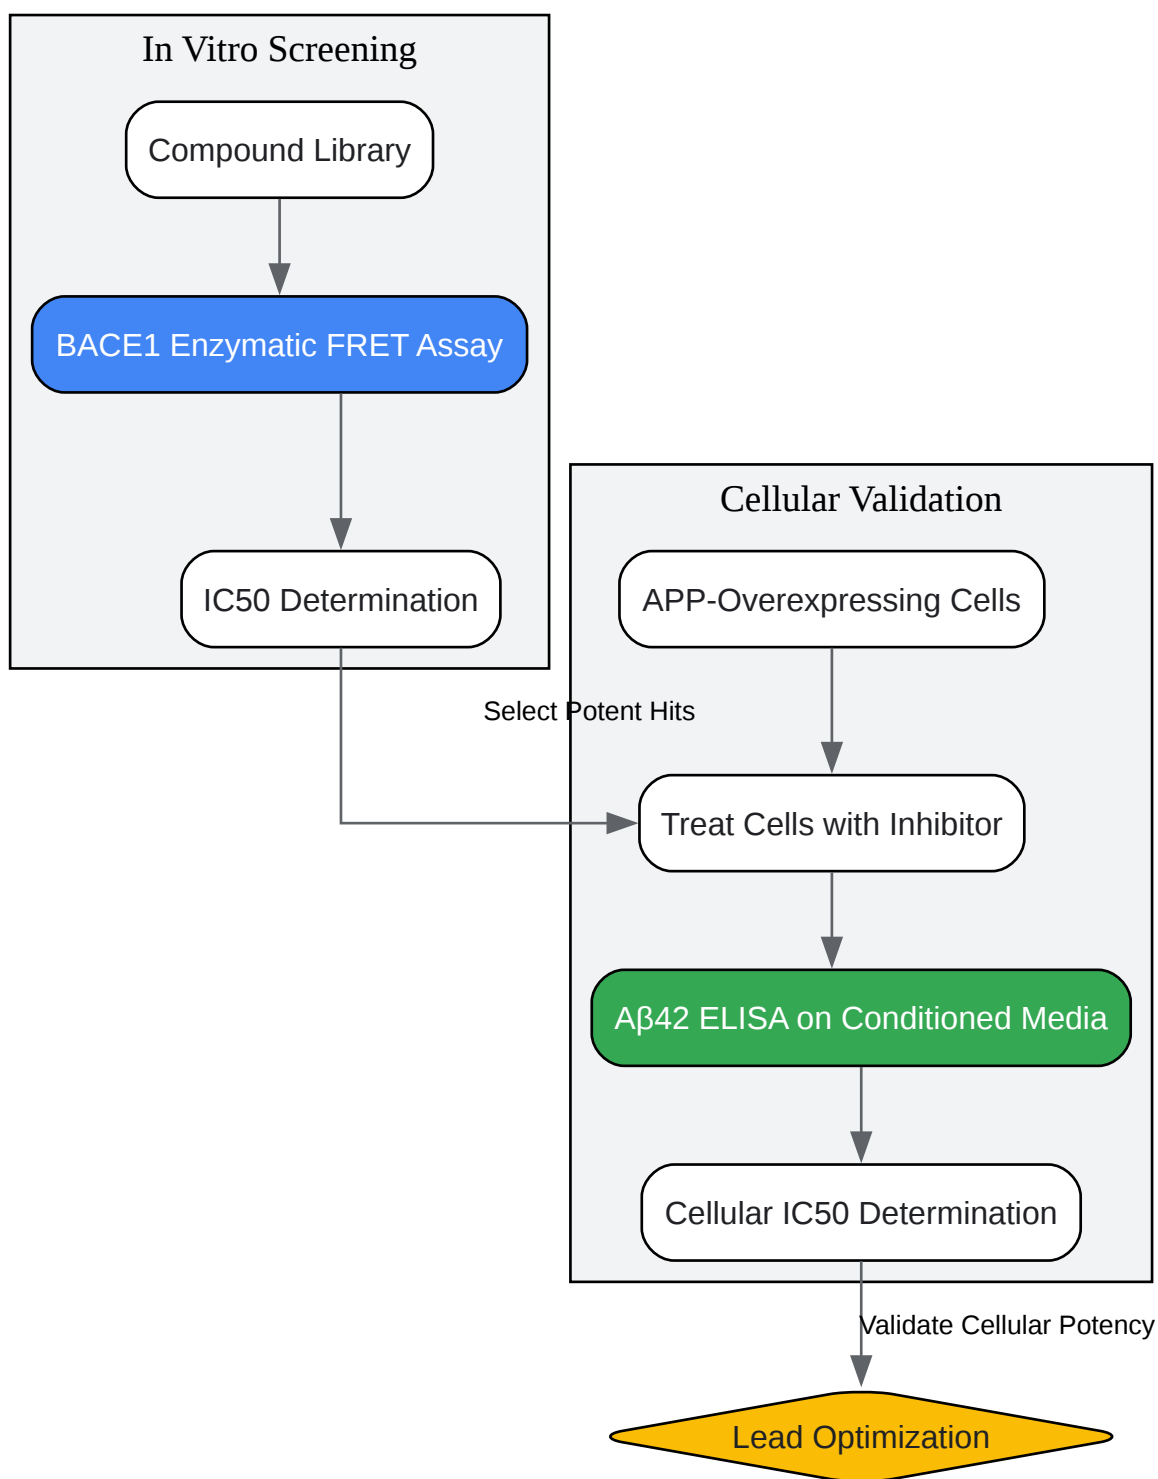 In Vitro Screening
Compound Library
BACE1 Enzymatic FRET Assay
IC50 Determination
Select Potent Hits
Cellular Validation
APP-Overexpressing Cells
Treat Cells with Inhibitor
Aβ42 ELISA on Conditioned Media
Cellular IC50 Determination
Validate Cellular Potency
Lead Optimization